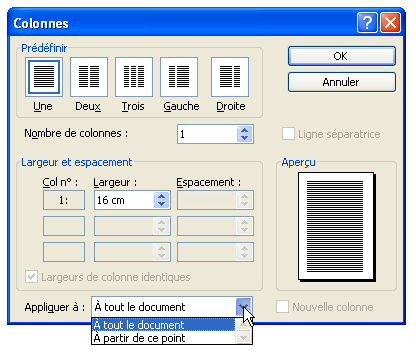 Colonnes
Prédéfinir
Une Deux Trois Gauche Droite
OK
Annuler
Nombre de colonnes : 1
Ligne séparatrice
Largeur et espacement
Col n° : Largeur : Espacement :
1: 16 cm
Largeurs de colonne identiques
Aperçu
Appliquer à : À tout le document
Nouvelle colonne
À tout le document
À partir de ce point